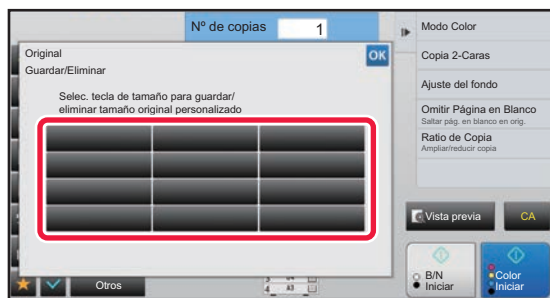 Nº de copias 1
Original
OK
Guardar/Eliminar
Selec. tecla de tamaño para guardar/
eliminar tamaño original personalizado
Modo Color
Copia 2-Caras
Ajuste del fondo
Omitir Página en Blanco
Saltar pág. en blanco en orig.
Ratio de Copia
Ampliar/reducir copia
Vista previa
CA
Otros
4 A3
B/N
Iniciar
Color
Iniciar